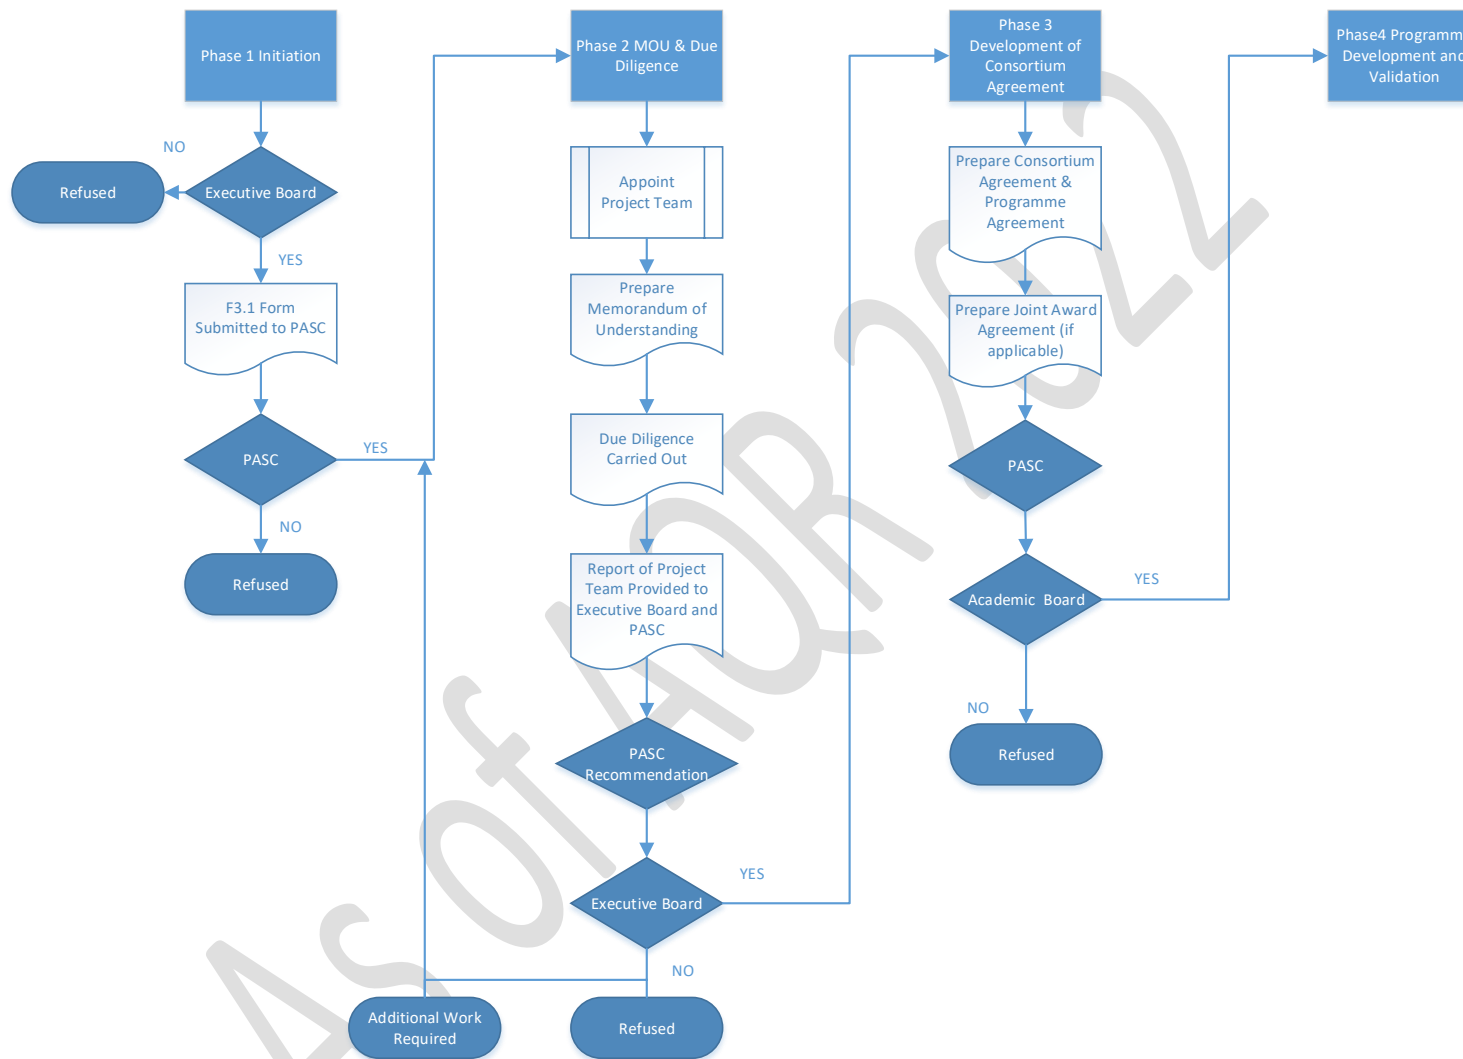 Phase 1 Initiation
NO
Refused
Executive Board
YES
F3.1 Form
Submitted to PASC
PASC
YES
NO
Refused
Phase 2 MOU & Due
Diligence
Appoint
Project Team
Prepare
Memorandum of
Understanding
Due Diligence
Carried Out
Report of Project
Team Provided to
Executive Board and
PASC
PASC
Recommendation
Executive Board
YES
NO
Additional Work
Required
Refused
Phase 3
Development of
Consortium
Agreement
Prepare Consortium
Agreement &
Programme
Agreement
Prepare Joint Award
Agreement (if
applicable)
PASC
Academic Board
YES
NO
Refused
Phase4 Programm
Development and
Validation
As of AQR 2022